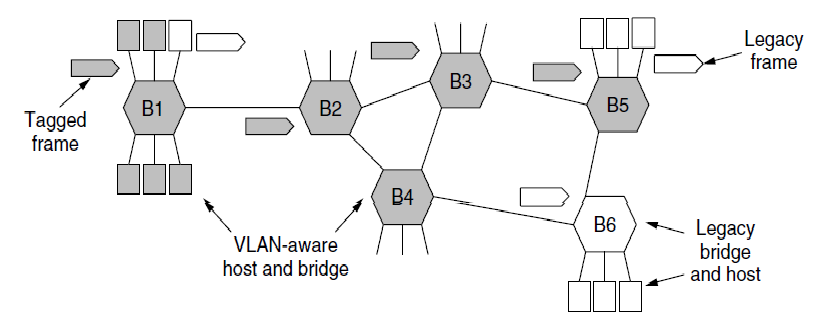 Legacy
frame
B3
B1
B2
B5
Tagged
frame
B4
B6
VLAN-aware
host and bridge
Legacy
bridge
and host